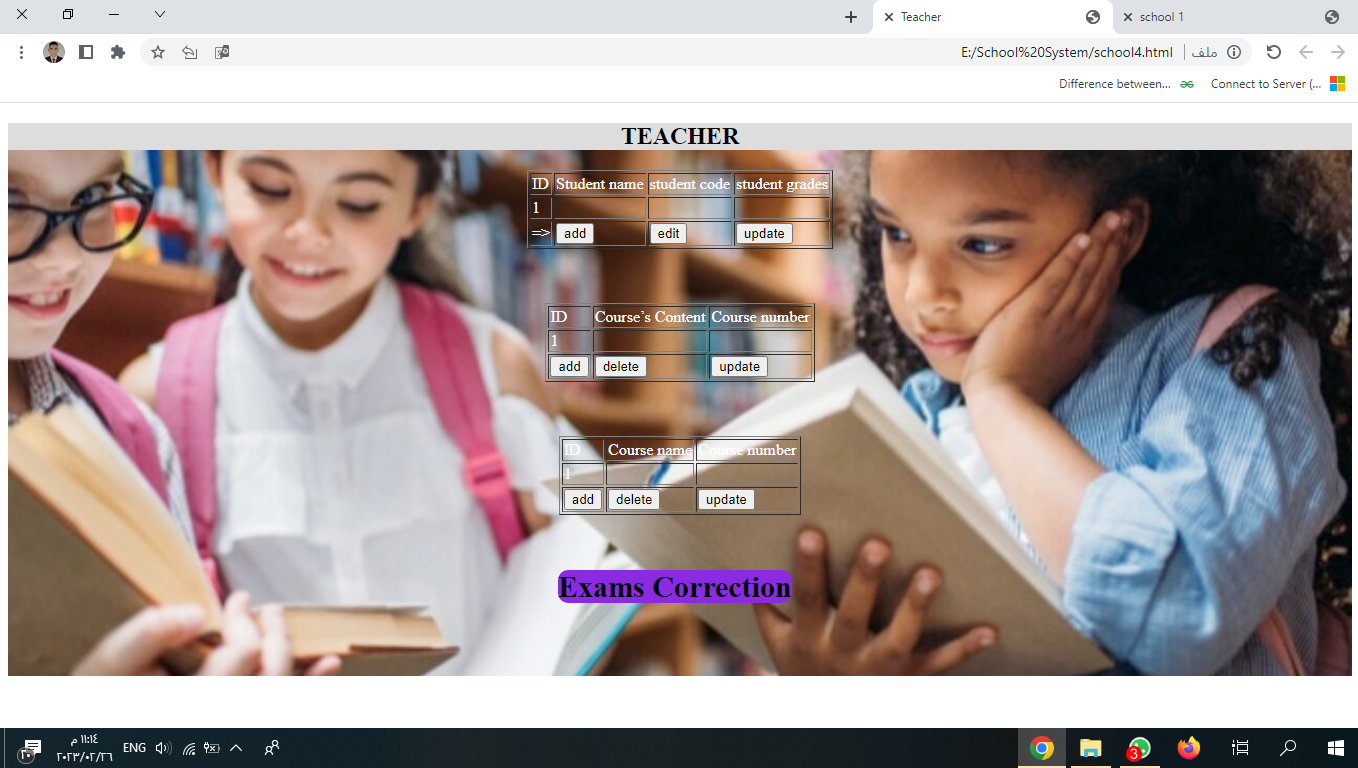 Teacher
school 1
E:/School%20System/school4.html
ملف
Difference between...
Connect to Server (...
TEACHER
ID Student name student code student grades
1
=> add edit update
ID Course's Content Course number
1
add delete update
ID Course name Course number
1
add delete update
Exams Correction
١١:١٤ م
٢٠٢٣/٠٢/٢٦
ENG
٢٠
3